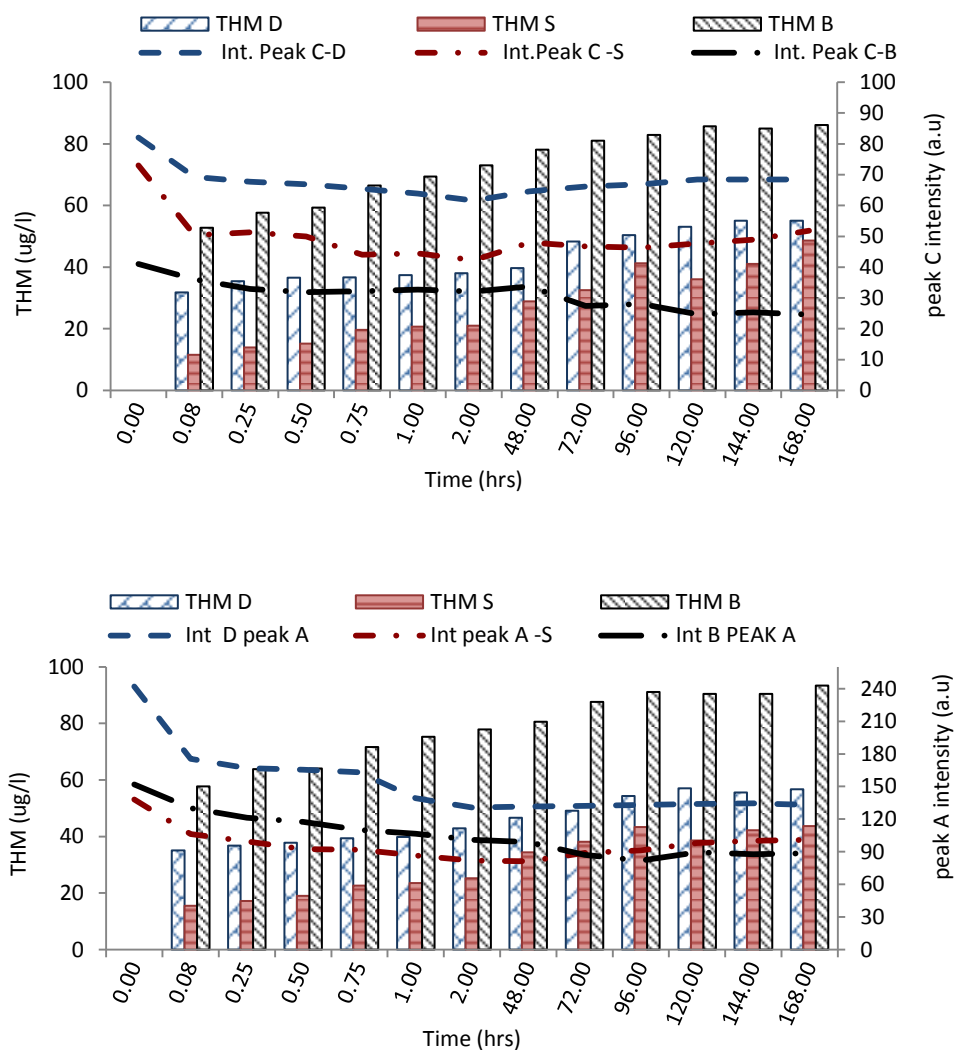 THM D THM S THM B
Int. Peak C-D Int.Peak C -S Int.Peak C-B
100 100
90
80 80
70
60 60
50
40 40
30
20 20
10
0 0
THM (ug/l)
peak C intensity (a.u)
0.00 0.08 0.25 0.50 0.75 1.00 2.00 48.00 72.00 96.00 120.00 144.00 168.00
Time (hrs)
THM D THM S THM B
Int D peak A Int peak A -S Int B PEAK A
100
240
80
210
180
60
150
120
40
90
60
20
30
0 0
THM (ug/l)
peak A intensity (a.u)
0.00 0.08 0.25 0.50 0.75 1.00 2.00 48.00 72.00 96.00 120.00 144.00 168.00
Time (hrs)